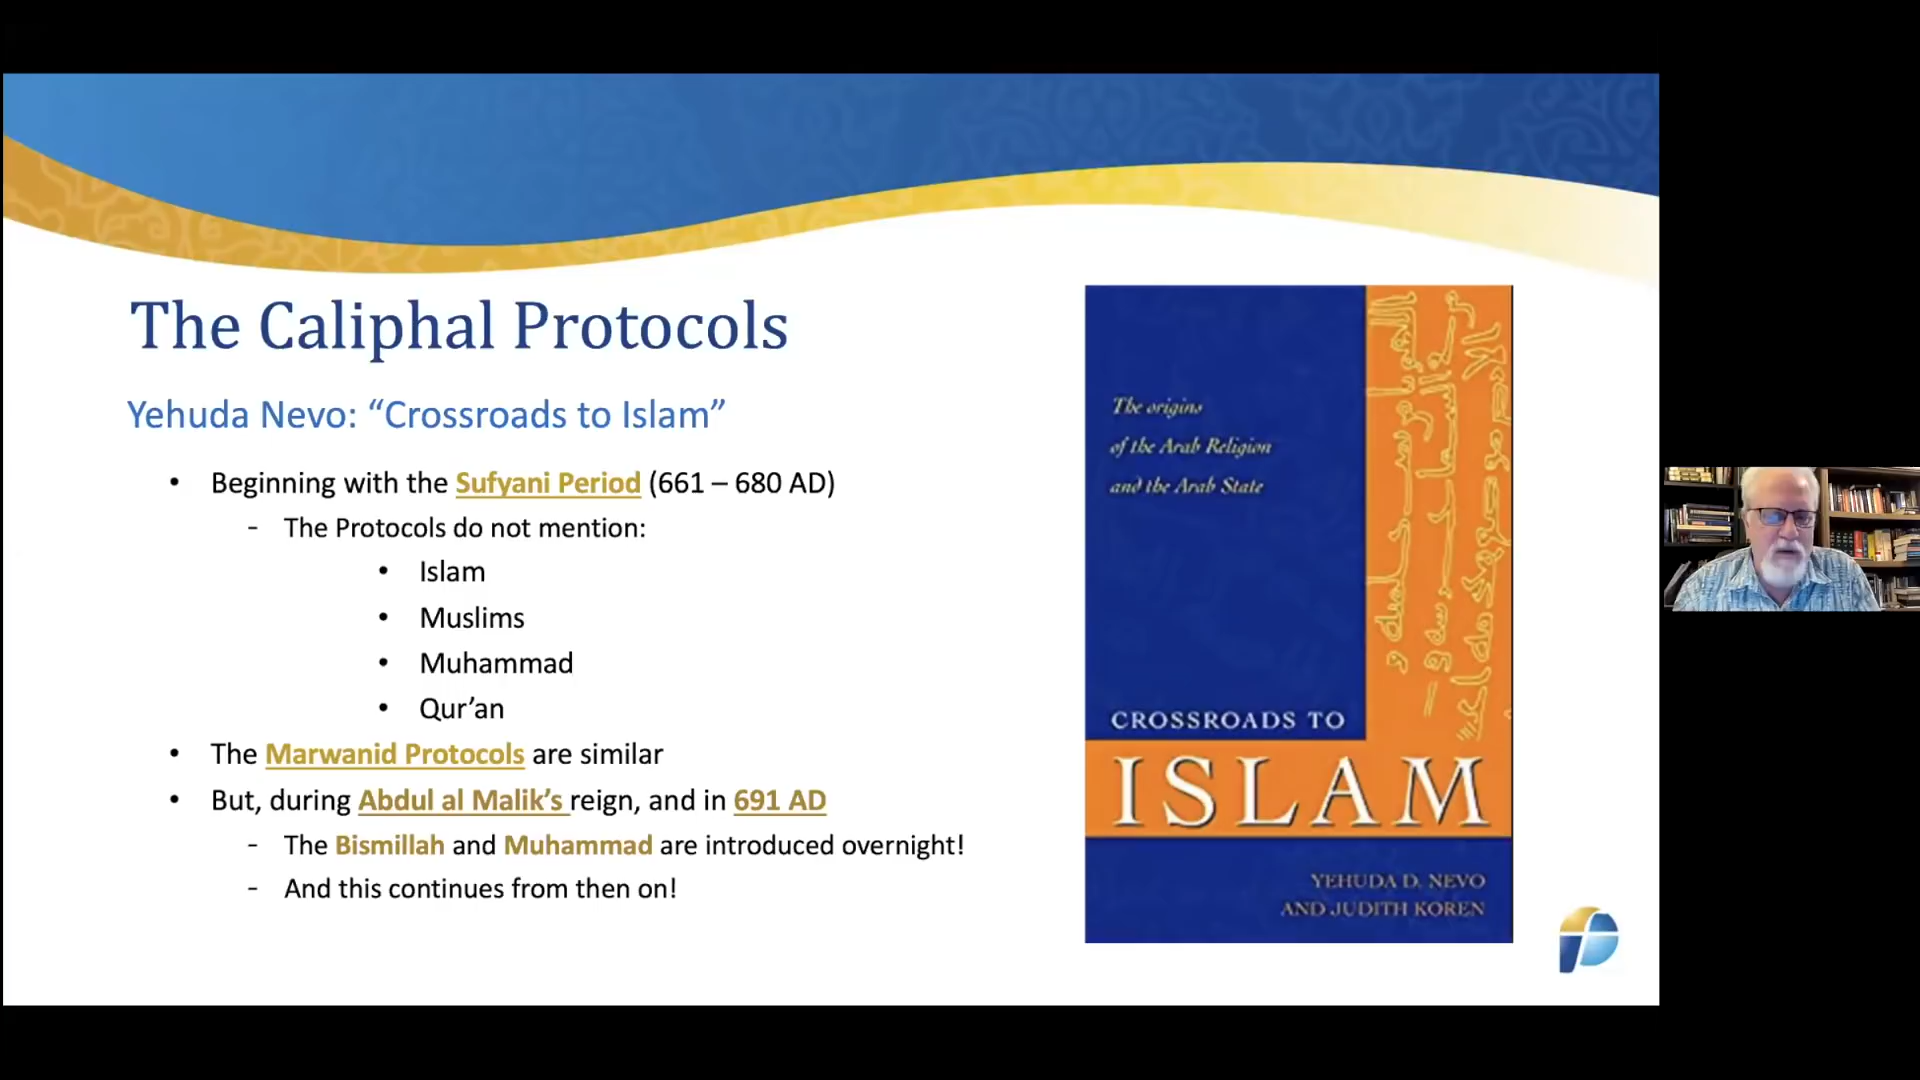 The Caliphal Protocols
Yehuda Nevo: “Crossroads to Islam”
• Beginning with the Sufyani Period (661 – 680 AD)
- The Protocols do not mention:
• Islam
• Muslims
• Muhammad
• Qur’an
• The Marwanid Protocols are similar
• But, during Abdul al Malik’s reign, and in 691 AD
- The Bismillah and Muhammad are introduced overnight!
- And this continues from then on!
The origins
of the Arab Religion
and the Arab State
CROSSROADS TO
ISLAM
YEHUDA D. NEVO
AND JUDITH KOREN